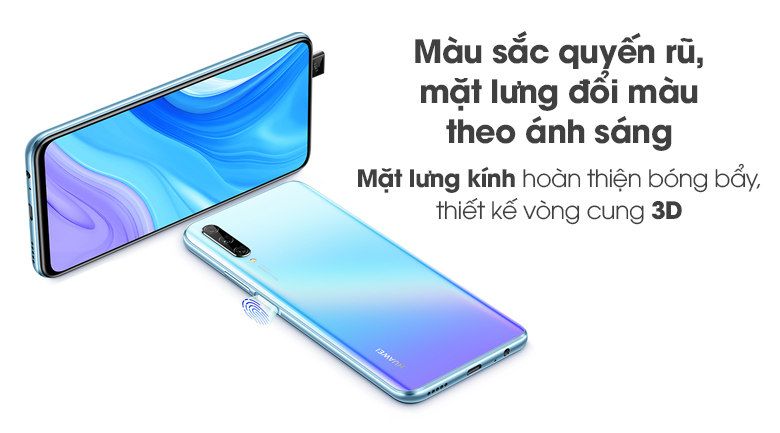 Màu sắc quyến rũ,
mặt lưng đổi màu
theo ánh sáng
Mặt lưng kính hoàn thiện bóng bẩy,
thiết kế vòng cung 3D
HUAWEI